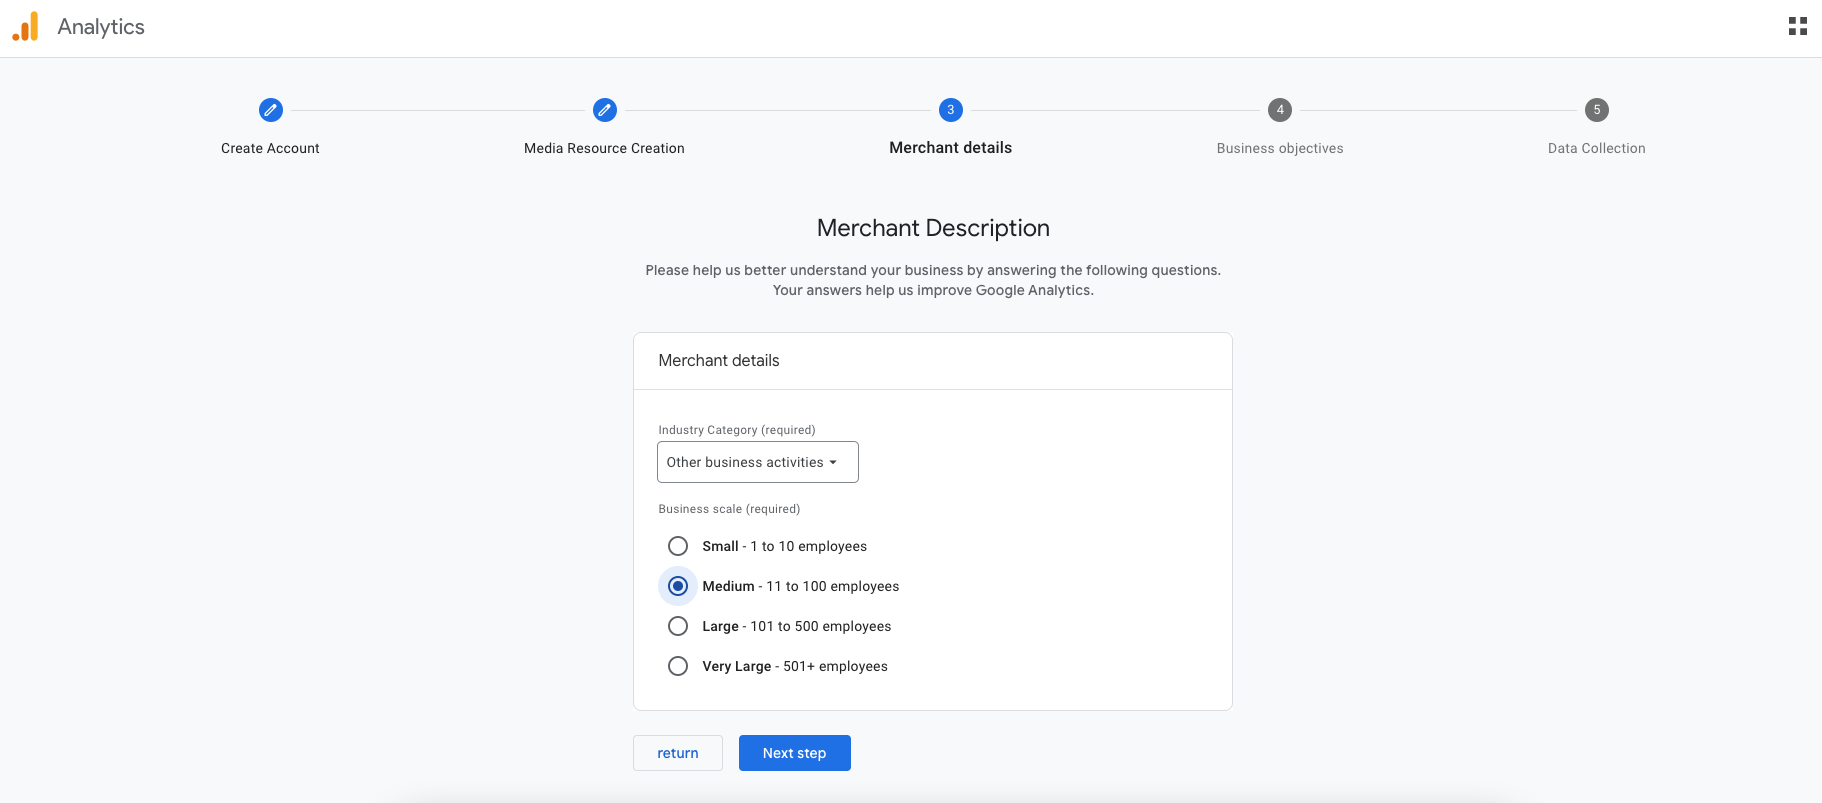 Analytics
3
4
5
Create Account
Media Resource Creation
Merchant details
Business objectives
Data Collection
Merchant Description
Please help us better understand your business by answering the following questions.
Your answers help us improve Google Analytics.
Merchant details
Industry Category (required)
Other business activities
Business scale (required)
Small - 1 to 10 employees
Medium - 11 to 100 employees
Large - 101 to 500 employees
Very Large - 501+ employees
return
Next step